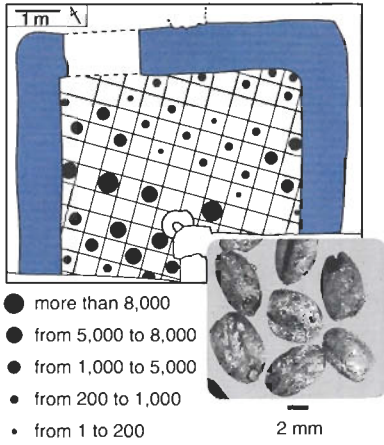 1m
more than 8,000
from 5,000 to 8,000
from 1,000 to 5,000
from 200 to 1,000
from 1 to 200
2 mm